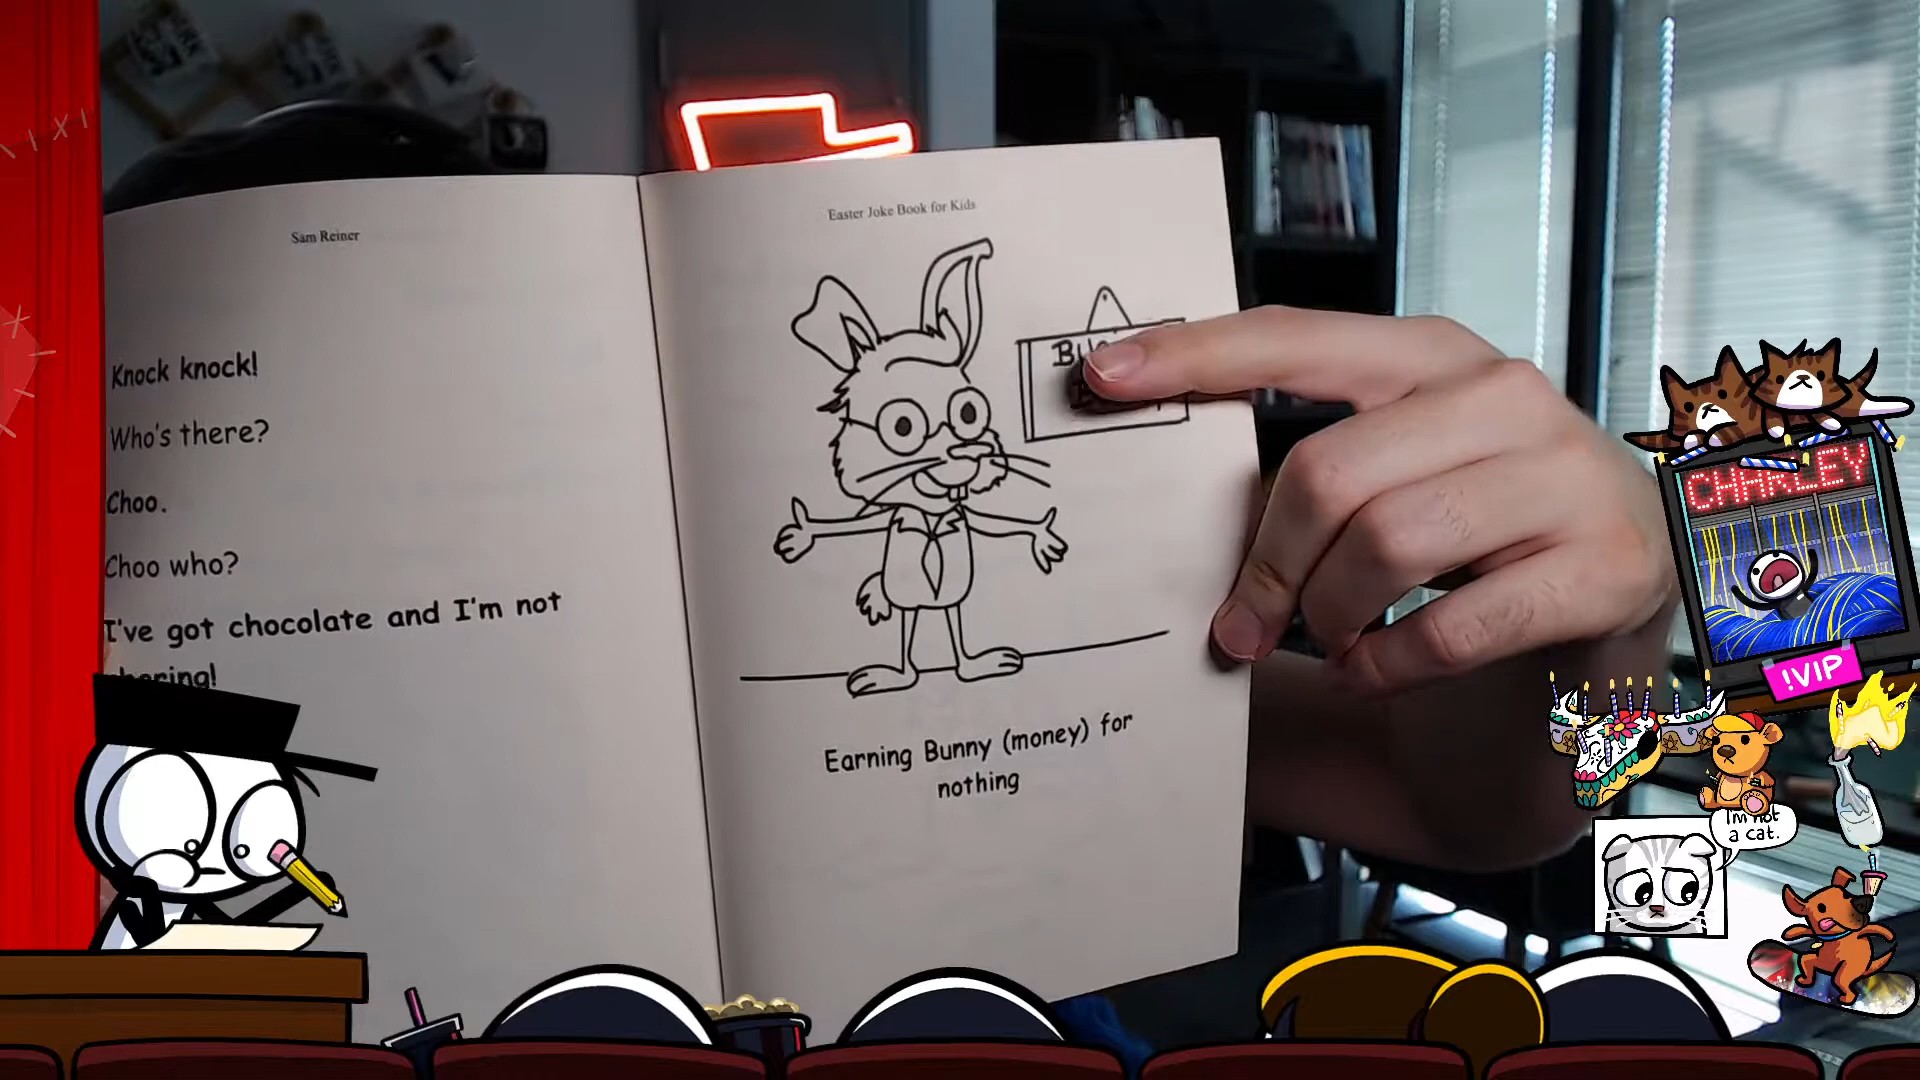 Sam Reiner
Knock knock!
Who's there?
Choo.
Choo who?
I've got chocolate and I'm not
sharing!
Easter Joke Book for Kids
Earning Bunny (money) for
nothing
CHARLEY
!VIP
I'm not
a cat.